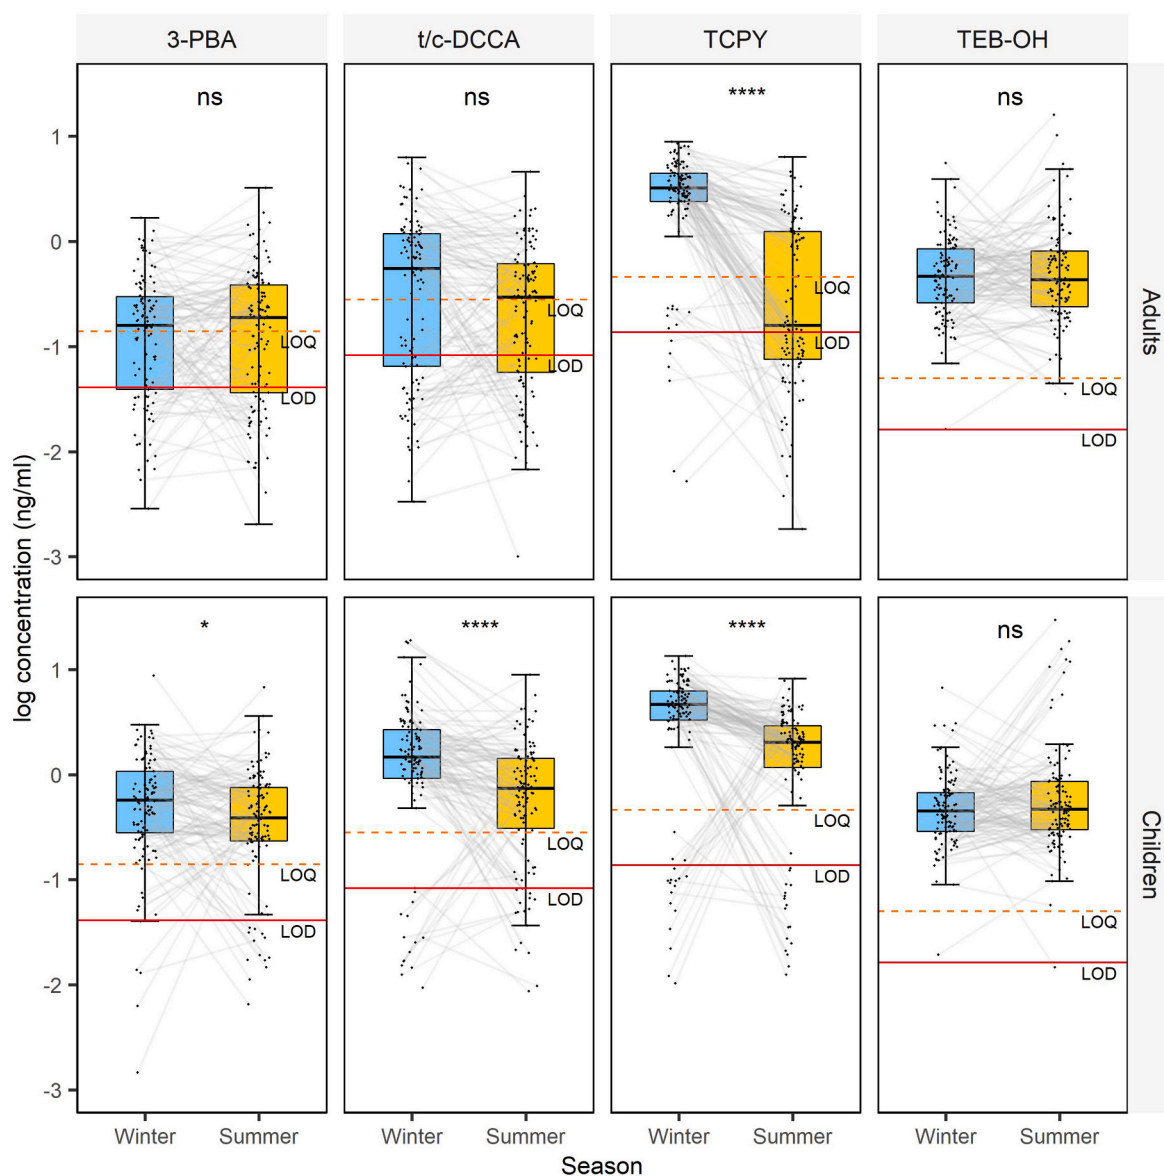 3-PBA t/c-DCCA TCPY TEB-OH
ns ns **** ns
1
0
-1
-2
-3
LOQ
LOD
LOQ
LOD
LOQ
LOD
LOQ
LOD
Adults
* **** **** ns
1
0
-1
-2
-3
LOQ
LOD
LOQ
LOD
LOQ
LOD
LOQ
LOD
Children
log concentration (ng/ml)
Winter Summer Winter Summer Winter Summer Winter Summer
Season